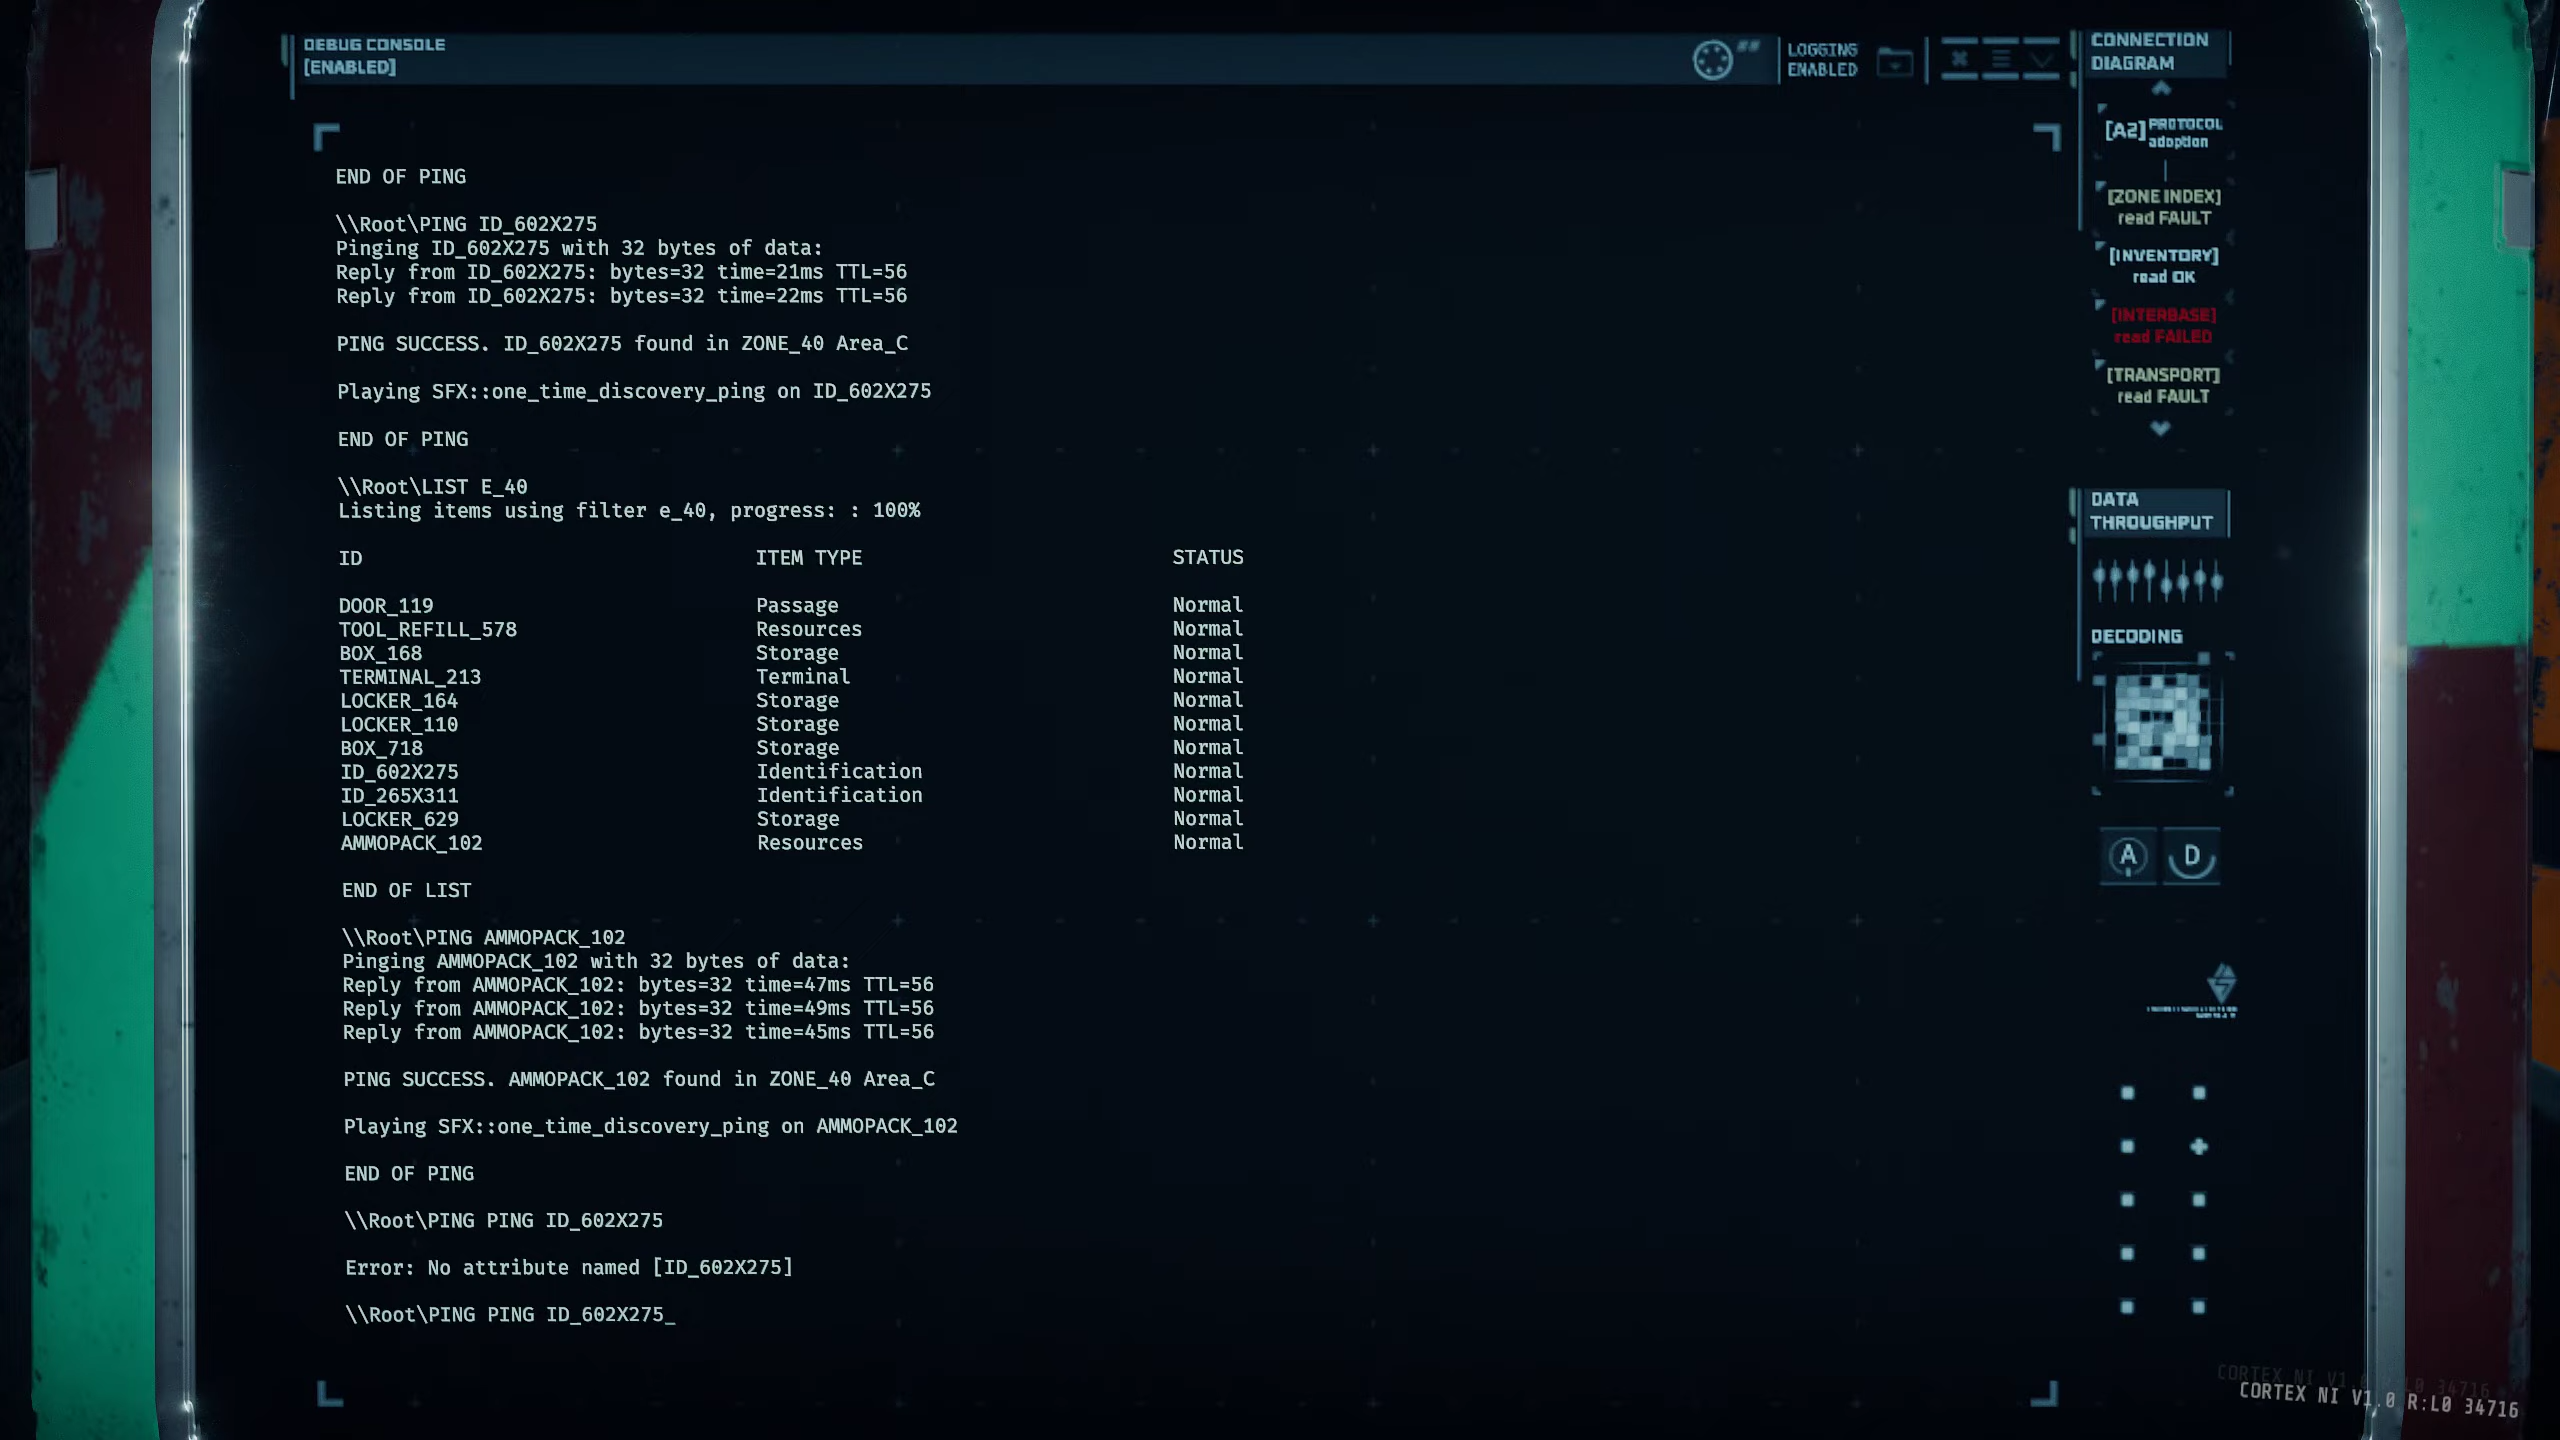 DEBUG CONSOLE
[ENABLED]
LOGGING
ENABLED
END OF PING
\\Root\PING ID_602X275
Pinging ID_602X275 with 32 bytes of data:
Reply from ID_602X275: bytes=32 time=21ms TTL=56
Reply from ID_602X275: bytes=32 time=22ms TTL=56
PING SUCCESS. ID_602X275 found in ZONE_40 Area_C
Playing SFX::one_time_discovery_ping on ID_602X275
END OF PING
\\Root\LIST E_40
Listing items using filter e_40, progress: : 100%
ID ITEM TYPE STATUS
DOOR_119 Passage Normal
TOOL_REFILL_578 Resources Normal
BOX_168 Storage Normal
TERMINAL_213 Terminal Normal
LOCKER_164 Storage Normal
LOCKER_110 Storage Normal
BOX_718 Storage Normal
ID_602X275 Identification Normal
ID_265X311 Identification Normal
LOCKER_629 Storage Normal
AMMOPACK_102 Resources Normal
END OF LIST
\\Root\PING AMMOPACK_102
Pinging AMMOPACK_102 with 32 bytes of data:
Reply from AMMOPACK_102: bytes=32 time=47ms TTL=56
Reply from AMMOPACK_102: bytes=32 time=49ms TTL=56
Reply from AMMOPACK_102: bytes=32 time=45ms TTL=56
PING SUCCESS. AMMOPACK_102 found in ZONE_40 Area_C
Playing SFX::one_time_discovery_ping on AMMOPACK_102
END OF PING
\\Root\PING PING ID_602X275
Error: No attribute named [ID_602X275]
\\Root\PING PING ID_602X275_
CONNECTION
DIAGRAM
[A2] PROTOCOL
adoption
[ZONE INDEX]
read FAULT
[INVENTORY]
read OK
[INTERBASE]
read FAILED
[TRANSPORT]
read FAULT
DATA
THROUGHPUT
DECODING
A D
CORTEX NI V1.0 R:L0 34716